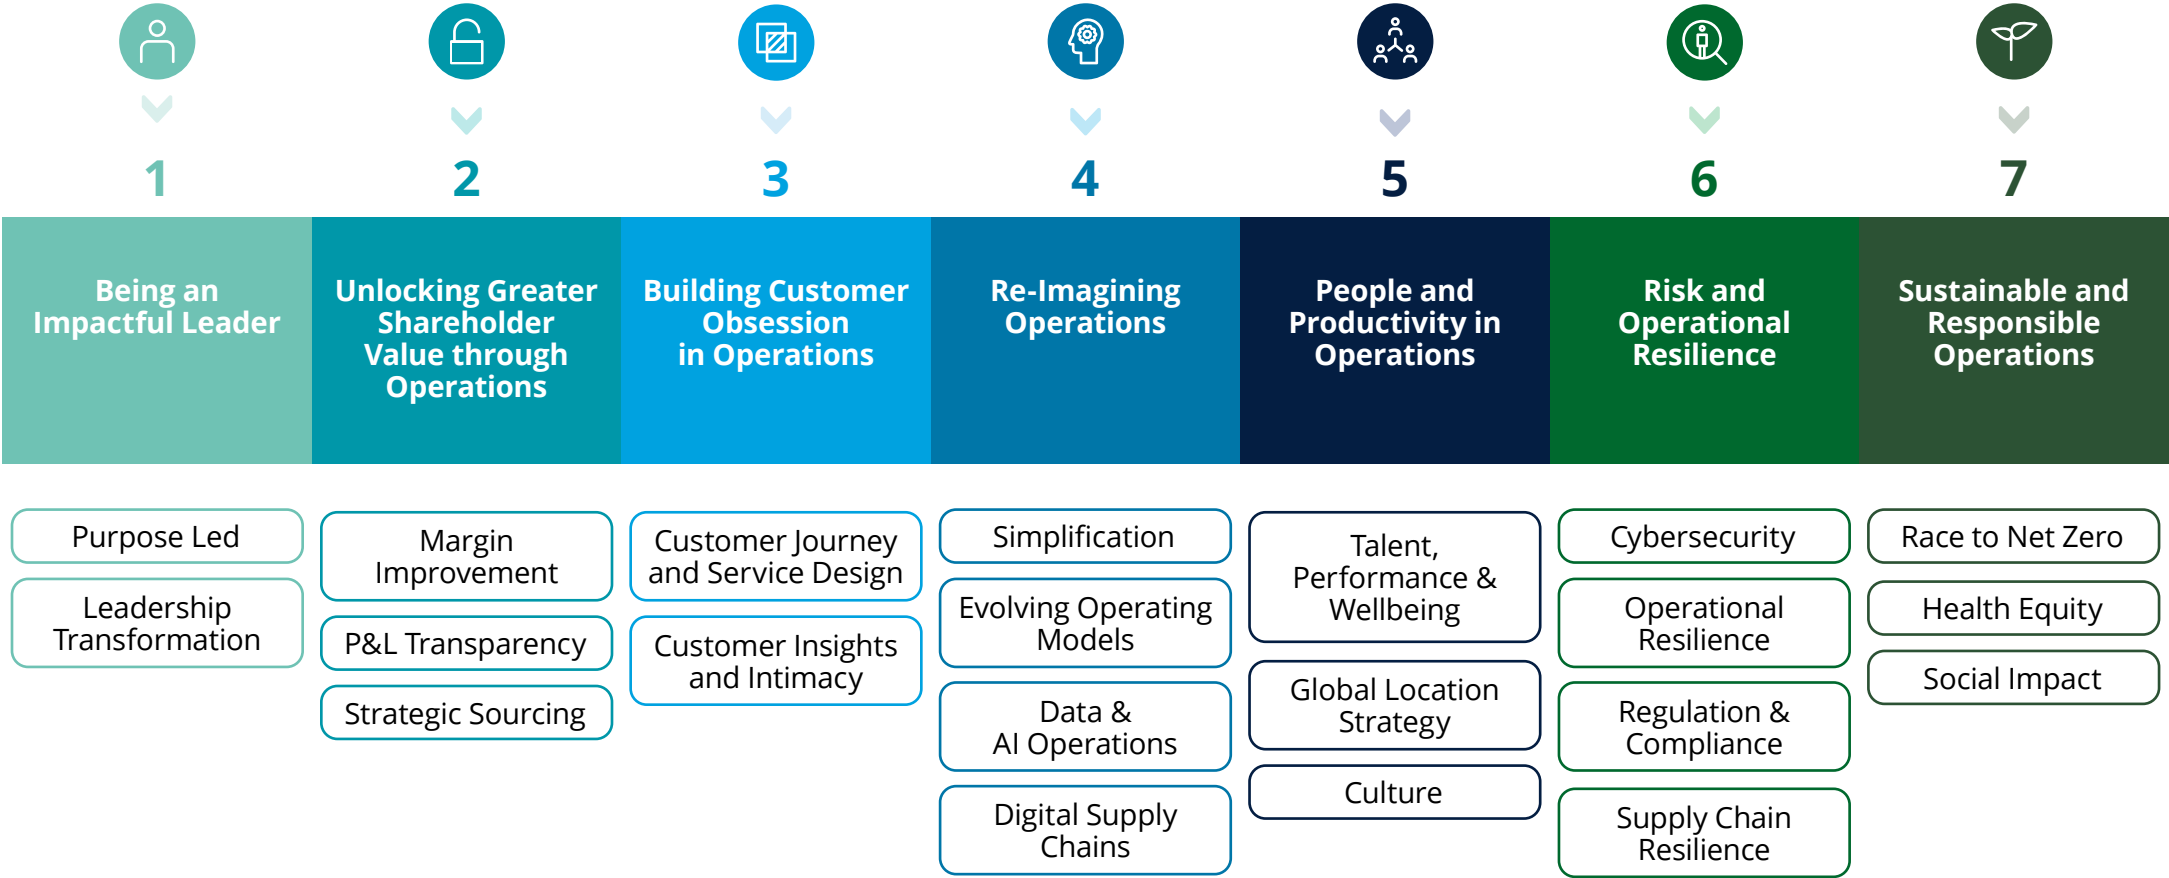 1
2
3
4
5
6
7
Being an
Impactful Leader
Unlocking Greater
Shareholder
Value through
Operations
Building Customer
Obsession
in Operations
Re-Imagining
Operations
People and
Productivity in
Operations
Risk and
Operational
Resilience
Sustainable and
Responsible
Operations
Purpose Led
Leadership
Transformation
Margin
Improvement
P&L Transparency
Strategic Sourcing
Customer Journey
and Service Design
Customer Insights
and Intimacy
Simplification
Evolving Operating
Models
Data &
AI Operations
Digital Supply
Chains
Talent,
Performance &
Wellbeing
Global Location
Strategy
Culture
Cybersecurity
Operational
Resilience
Regulation &
Compliance
Supply Chain
Resilience
Race to Net Zero
Health Equity
Social Impact